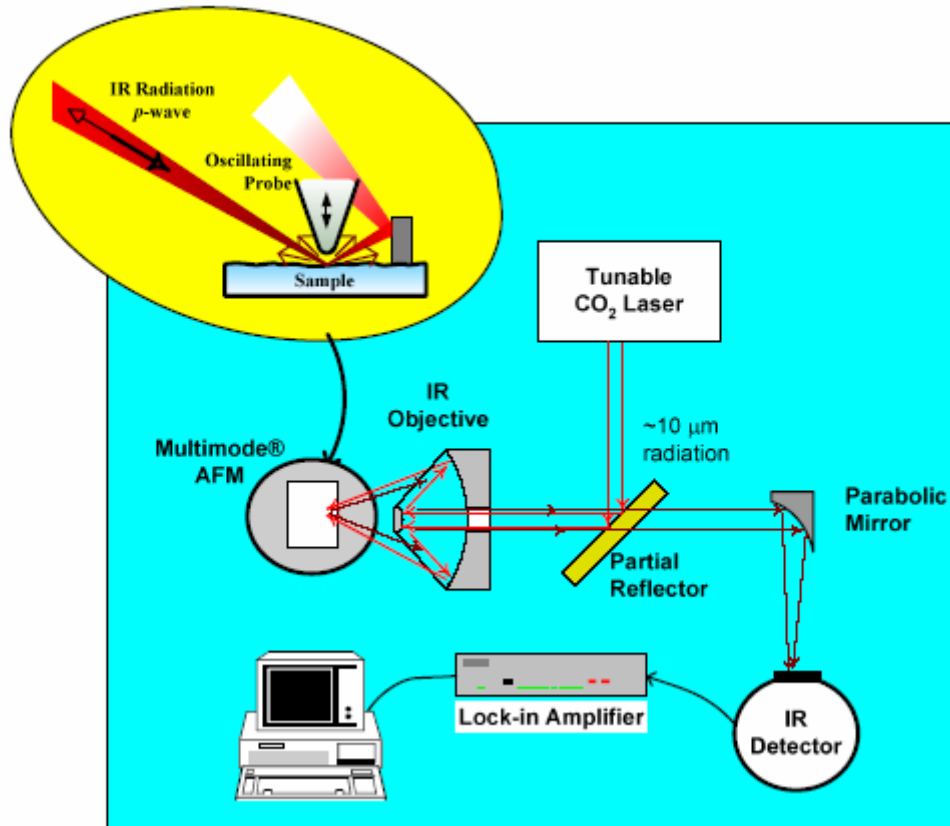 IR Radiation
p-wave
Oscillating
Probe
Sample
Tunable
CO₂ Laser
IR
Objective
~10 μm
radiation
Multimode®
AFM
Parabolic
Mirror
Partial
Reflector
Lock-in Amplifier
IR
Detector